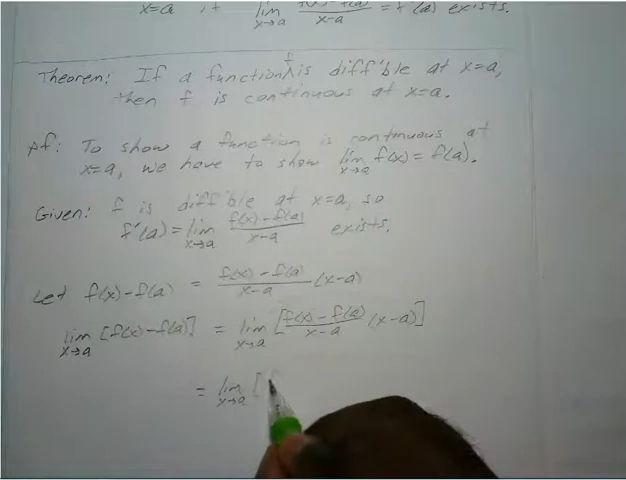 x=a if lim x→a f(x)-f(a)/x-a = f'(a) exists.
Theorem: If a function f is diff'ble at x=a,
then f is continuous at x=a.
pf: To show a function is continuous at
x=a, we have to show lim x→a f(x) = f(a).
Given: f is diff'ble at x=a, so
f'(a) = lim x→a f(x)-f(a)/x-a exists.
Let f(x)-f(a) = f(x)-f(a)/x-a (x-a)
lim x→a [f(x)-f(a)] = lim x→a [f(x)-f(a)/x-a (x-a)]
= lim x→a [